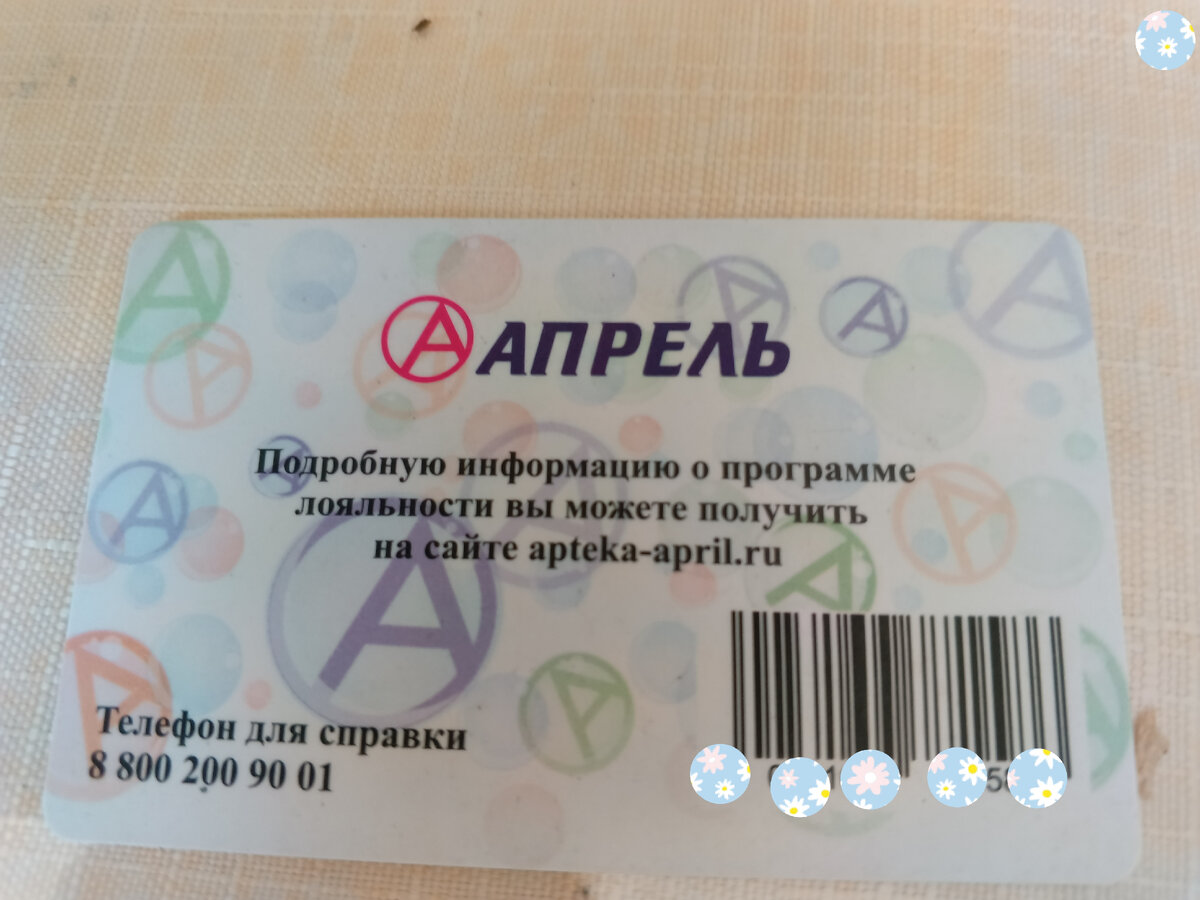 АПРЕЛЬ
Подробную информацию о программе
лояльности вы можете получить
на сайте apteka-april.ru
Телефон для справки
8 800 200 90 01